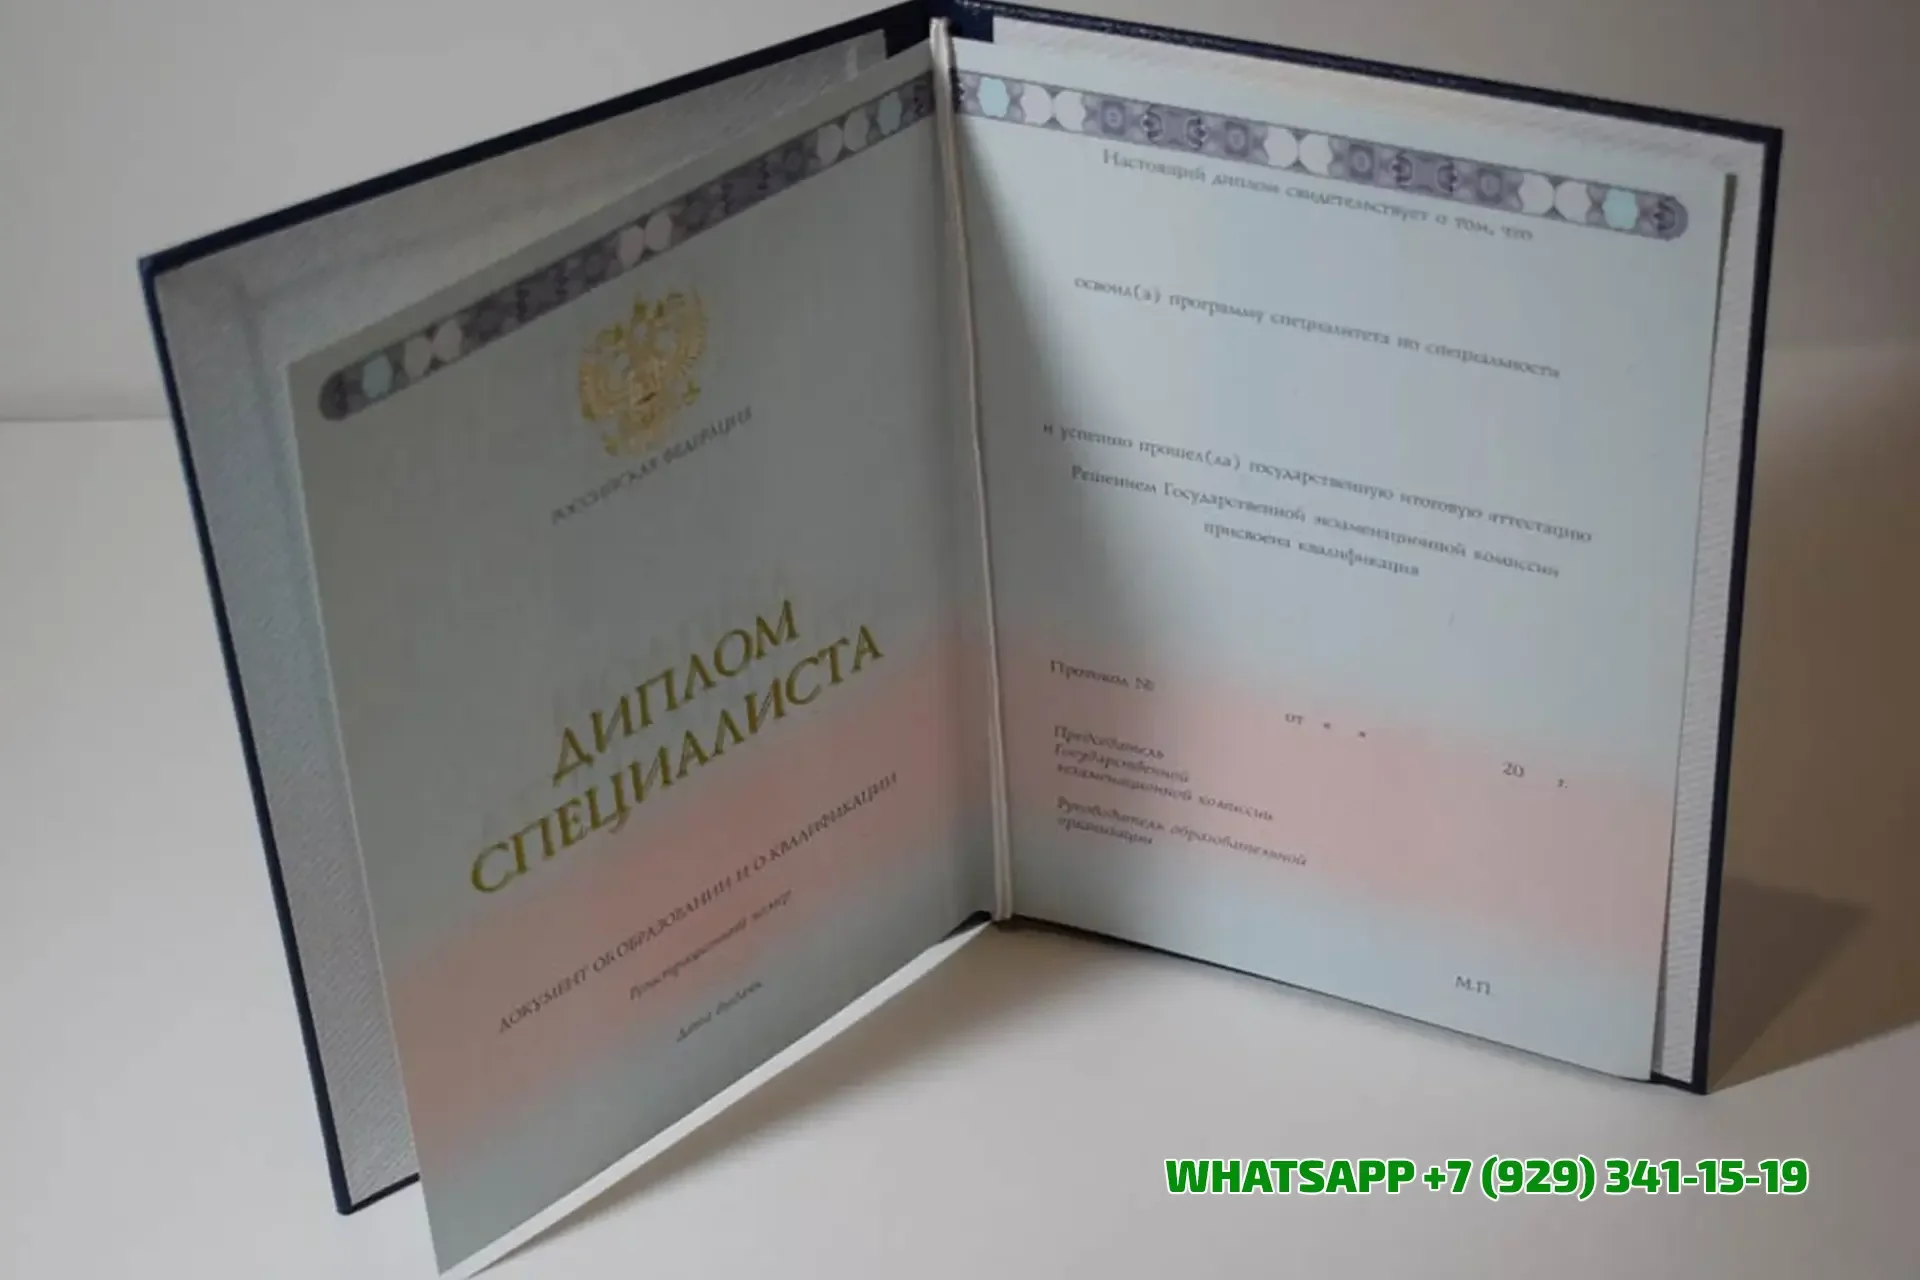 РОССИЙСКАЯ ФЕДЕРАЦИЯ
ДИПЛОМ
СПЕЦИАЛИСТА
ДОКУМЕНТ ОБ ОБРАЗОВАНИИ И О КВАЛИФИКАЦИИ
Регистрационный номер
Дата выдачи
Настоящий диплом свидетельствует о том, что
освоил(а) программу специалитета по специальности
и успешно прошел(ла) государственную итоговую аттестацию
Решением Государственной экзаменационной комиссии
присвоена квалификация
Протокол №
от « »
20 г.
Председатель
Государственной
экзаменационной комиссии
Руководитель образовательной
организации
М.П.
WHATSAPP +7 (929) 341-15-19